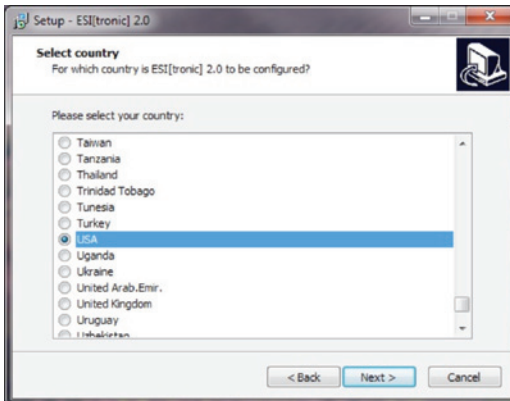 Setup - ESI[tronic] 2.0
Select country
For which country is ESI[tronic] 2.0 to be configured?
Please select your country:
Taiwan
Tanzania
Thailand
Trinidad Tobago
Tunesia
Turkey
USA
Uganda
Ukraine
United Arab.Emir.
United Kingdom
Uruguay
Uzbekistan
< Back
Next >
Cancel